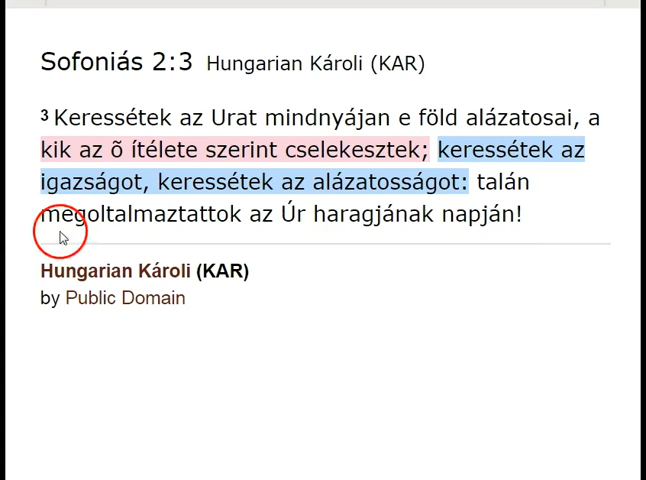 Sofoniás 2:3 Hungarian Károli (KAR)
3 Keressétek az Urat mindnyájan e föld alázatosai, a
kik az õ ítélete szerint cselekesztek; keressétek az
igazságot, keressétek az alázatosságot: talán
megoltalmaztattok az Úr haragjának napján!
Hungarian Károli (KAR)
by Public Domain